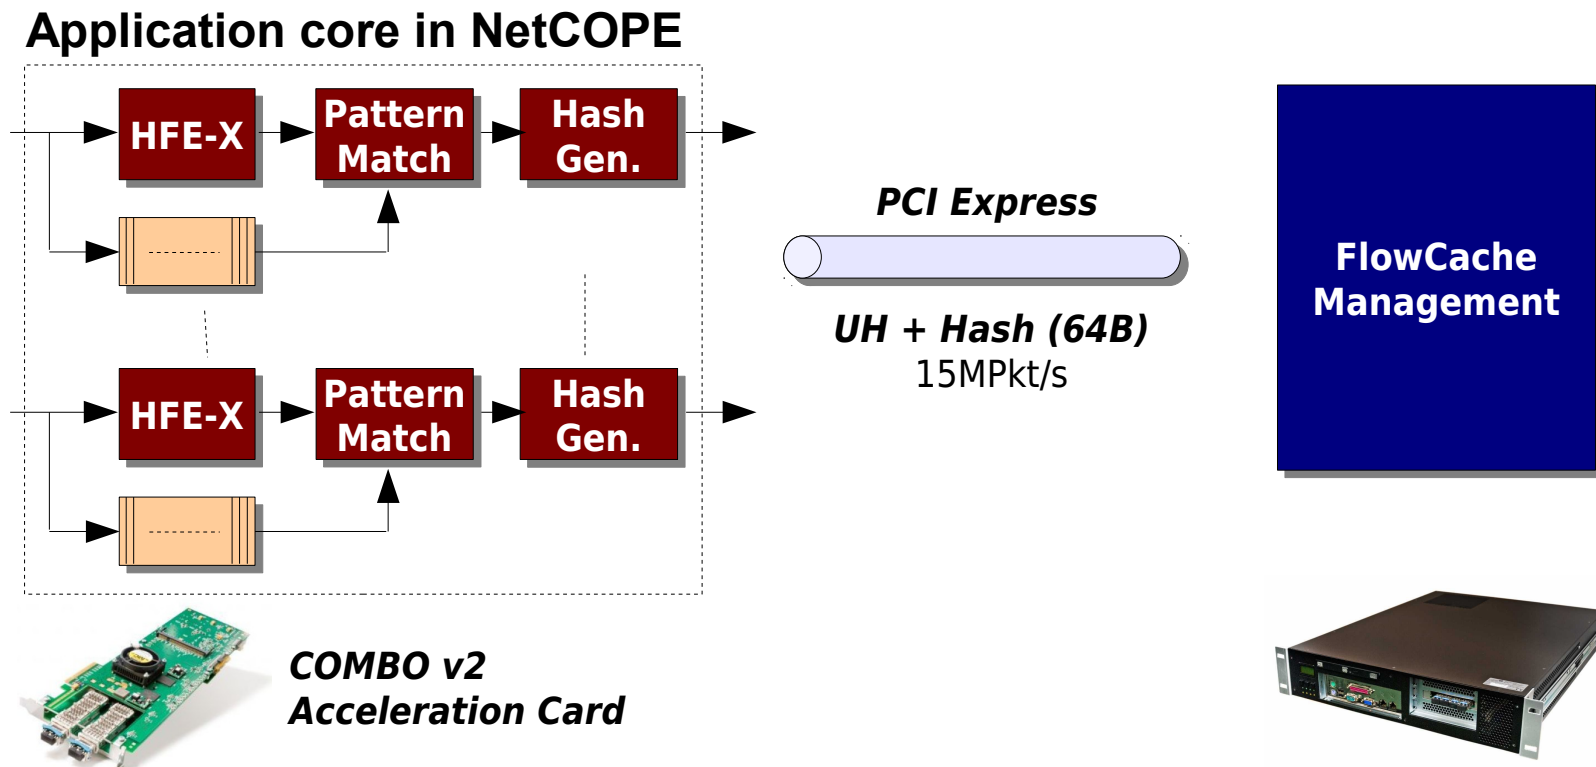 Application core in NetCOPE
HFE-X
Pattern
Match
Hash
Gen.
PCI Express
UH + Hash (64B)
15MPkt/s
FlowCache
Management
HFE-X
Pattern
Match
Hash
Gen.
COMBO v2
Acceleration Card